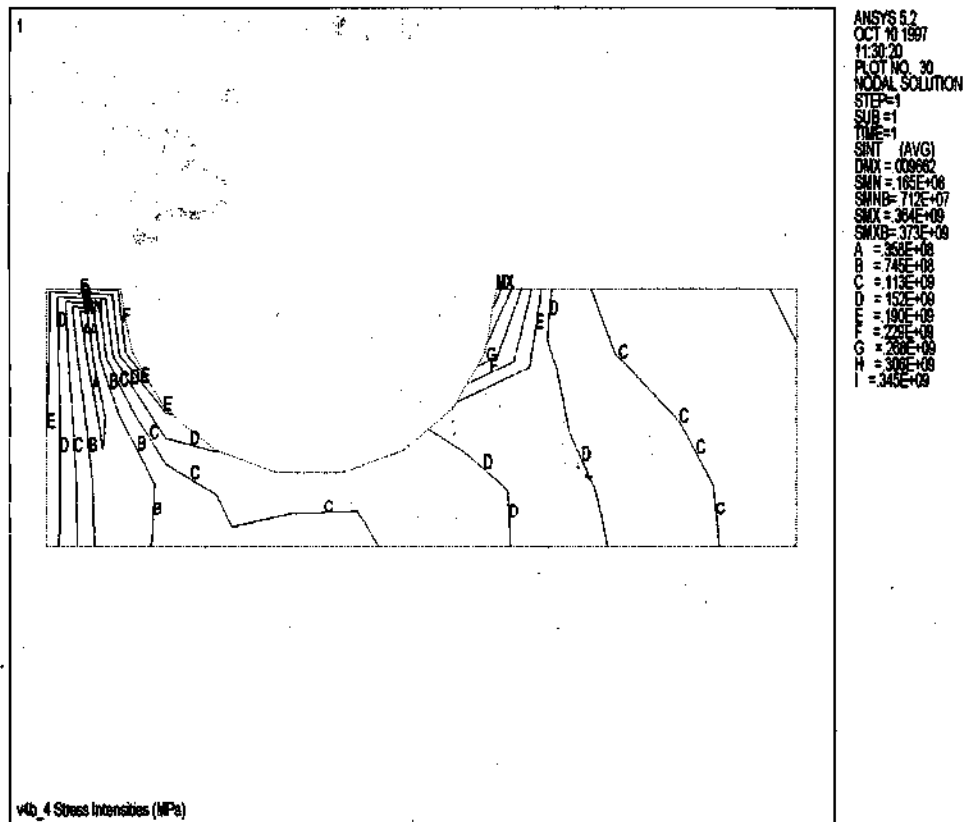 1
ANSYS 5.2
OCT 10 1997
11:30:20
PLOT NO. 30
NODAL SOLUTION
STEP=1
SUB =1
TIME=1
SINT (AVG)
DMX =.009662
SMN =.165E+06
SMNB=.712E+07
SMX =.364E+09
SMXB=.373E+09
A =.358E+08
B =.745E+08
C =.113E+09
D =.152E+09
E =.190E+09
F =.229E+09
G =.268E+09
H =.306E+09
I =.345E+09
MX
D
F
E
D
G
F
C
A
B
C
D
E
E
E
C
D
C
D
C
D
C
B
B
C
D
C
B
D
C
v4b_4 Stress Intensities (MPa)